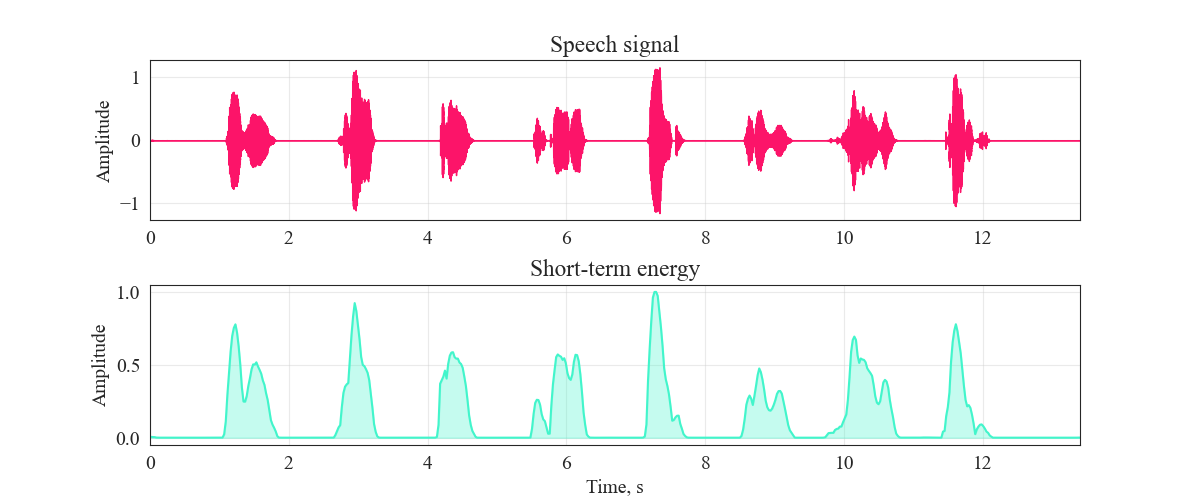 Speech signal
Amplitude
1
0
−1
0 2 4 6 8 10 12
Short-term energy
Amplitude
1.0
0.5
0.0
0 2 4 6 8 10 12
Time, s